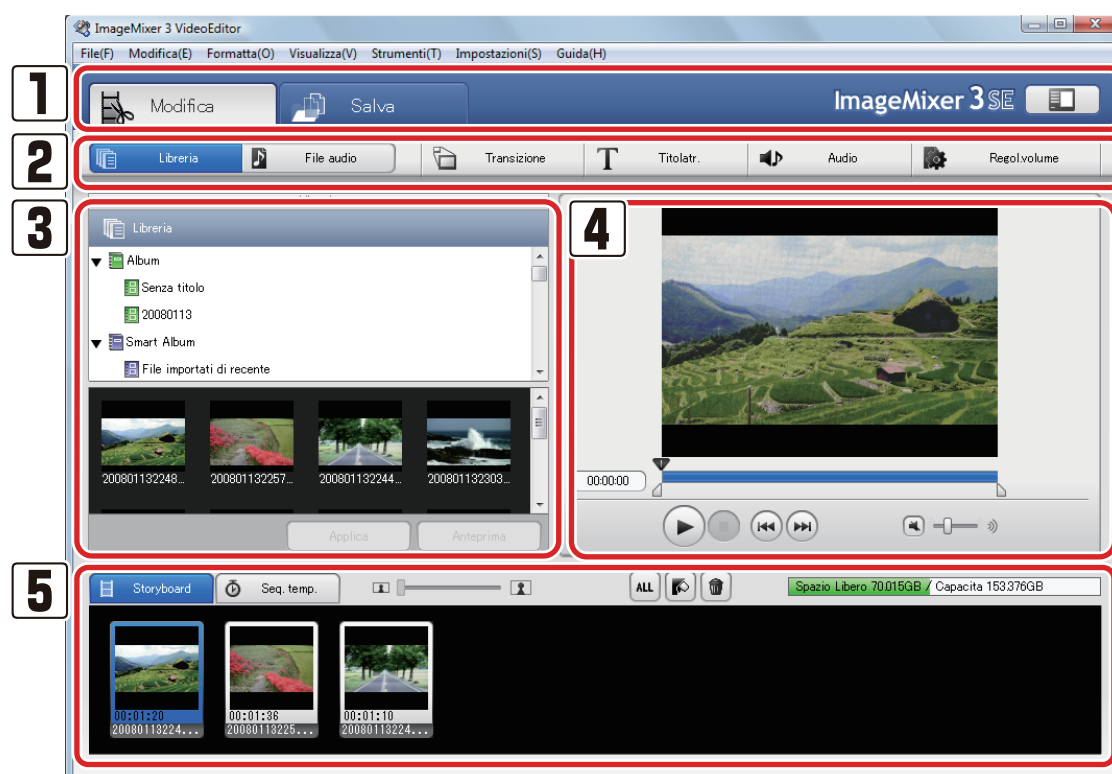 ImageMixer 3 VideoEditor
File(F) Modifica(E) Formatta(O) Visualizza(V) Strumenti(T) Impostazioni(S) Guida(H)
1
Modifica
Salva
ImageMixer 3 SE
2
Libreria
File audio
Transizione
Titolatr.
Audio
Regol.volume
3
Libreria
Album
Senza titolo
20080113
Smart Album
File importati di recente
200801132248...
200801132257...
200801132244...
200801132303...
Applica
Anteprima
4
00:00:00
5
Storyboard
Seq. temp.
ALL
Spazio Libero 70.015GB / Capacita 153.376GB
00:01:20
20080113224...
00:01:36
20080113225...
00:01:10
20080113224...